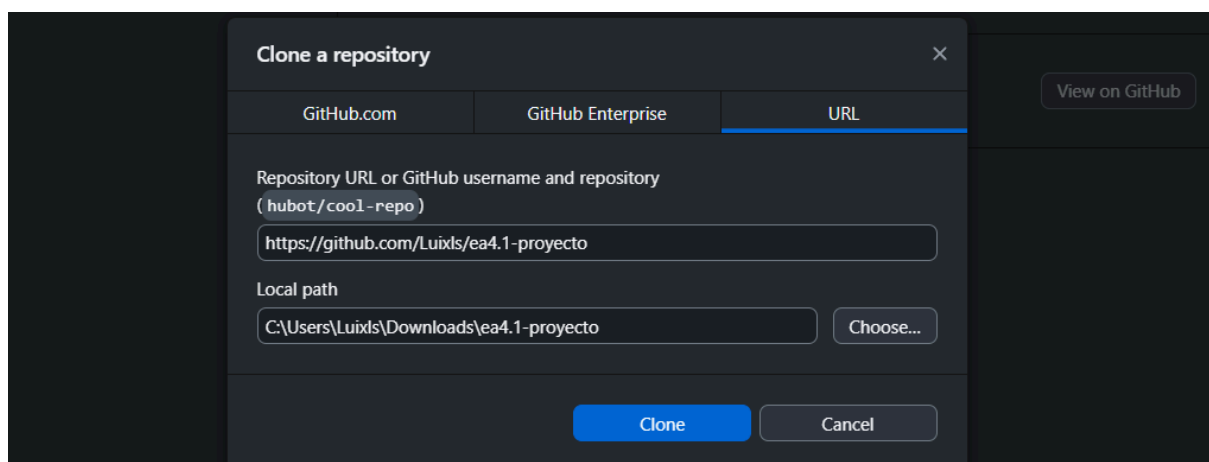 Clone a repository
View on GitHub
GitHub.com GitHub Enterprise URL
Repository URL or GitHub username and repository
(hubot/cool-repo)
https://github.com/Luixls/ea4.1-proyecto
Local path
C:\Users\Luixls\Downloads\ea4.1-proyecto
Choose...
Clone Cancel